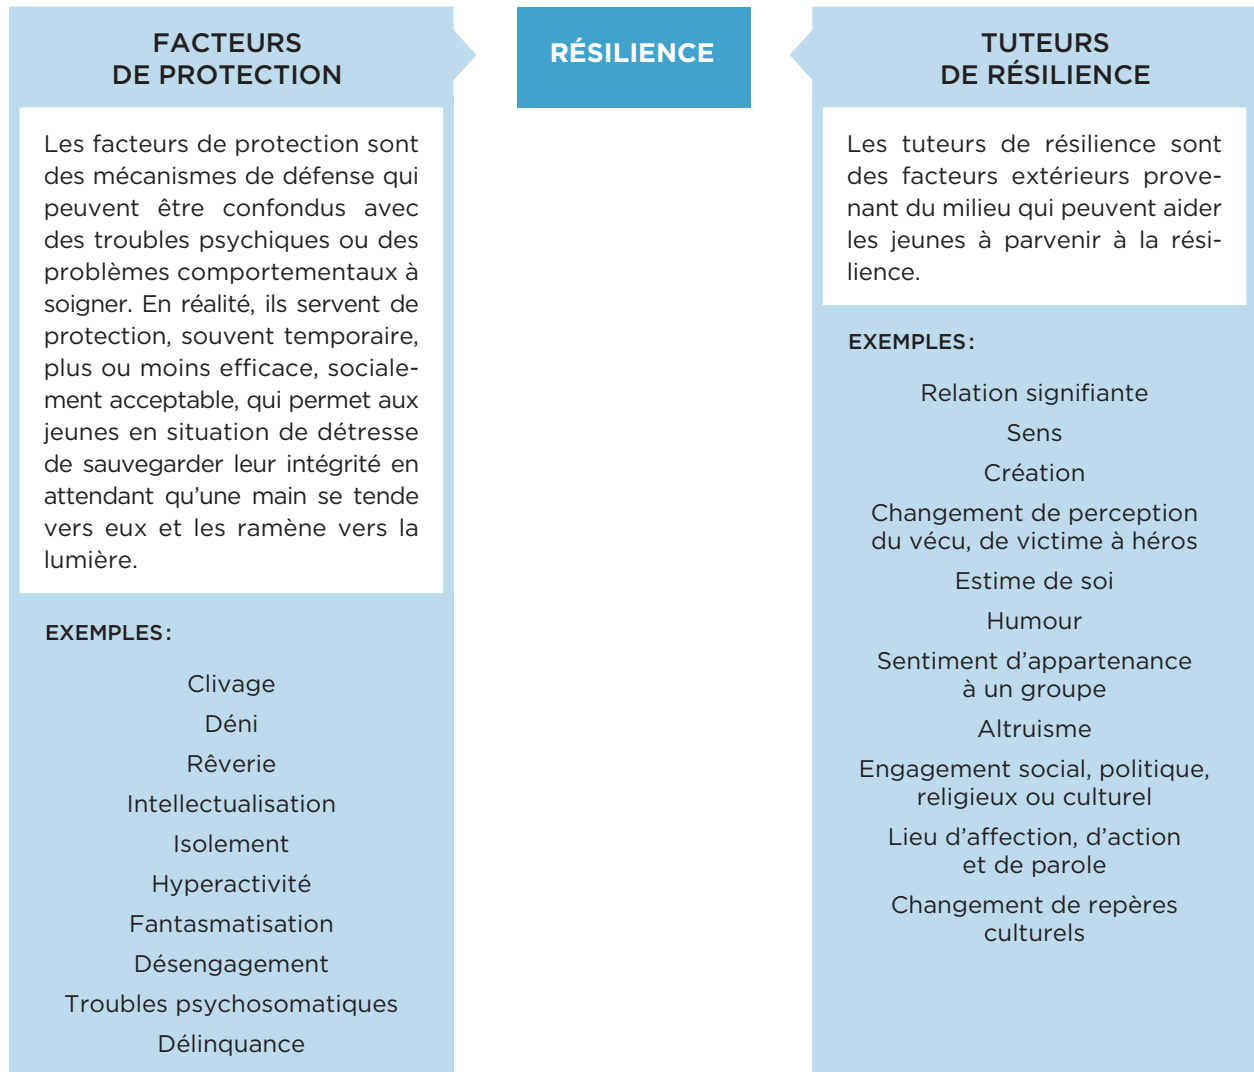 FACTEURS
DE PROTECTION
Les facteurs de protection sont
des mécanismes de défense qui
peuvent être confondus avec
des troubles psychiques ou des
problèmes comportementaux à
soigner. En réalité, ils servent de
protection, souvent temporaire,
plus ou moins efficace, sociale-
ment acceptable, qui permet aux
jeunes en situation de détresse
de sauvegarder leur intégrité en
attendant qu’une main se tende
vers eux et les ramène vers la
lumière.
EXEMPLES :
Clivage
Déni
Rêverie
Intellectualisation
Isolement
Hyperactivité
Fantasmatisation
Désengagement
Troubles psychosomatiques
Délinquance
RÉSILIENCE
TUTEURS
DE RÉSILIENCE
Les tuteurs de résilience sont
des facteurs extérieurs prove-
nant du milieu qui peuvent aider
les jeunes à parvenir à la rési-
lience.
EXEMPLES :
Relation signifiante
Sens
Création
Changement de perception
du vécu, de victime à héros
Estime de soi
Humour
Sentiment d’appartenance
à un groupe
Altruisme
Engagement social, politique,
religieux ou culturel
Lieu d’affection, d’action
et de parole
Changement de repères
culturels